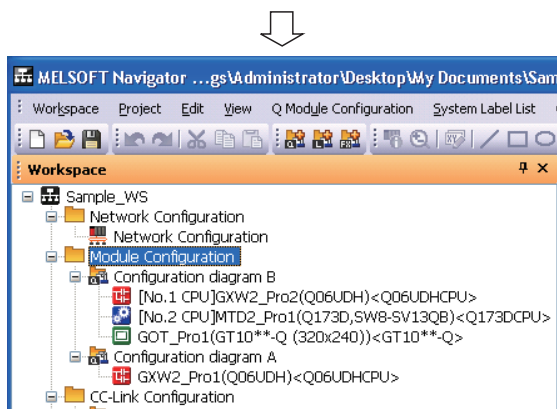 MELSOFT Navigator ...gs\Administrator\Desktop\My Documents\Sam
Workspace Project Edit View Q Module Configuration System Label List
Workspace
Sample_WS
Network Configuration
Network Configuration
Module Configuration
Configuration diagram B
[No.1 CPU]GXW2_Pro2(Q06UDH)<Q06UDHCPU>
[No.2 CPU]MTD2_Pro1(Q173D,SW8-SV13QB)<Q173DCPU>
GOT_Pro1(GT10**-Q (320x240))<GT10**-Q>
Configuration diagram A
GXW2_Pro1(Q06UDH)<Q06UDHCPU>
CC-Link Configuration